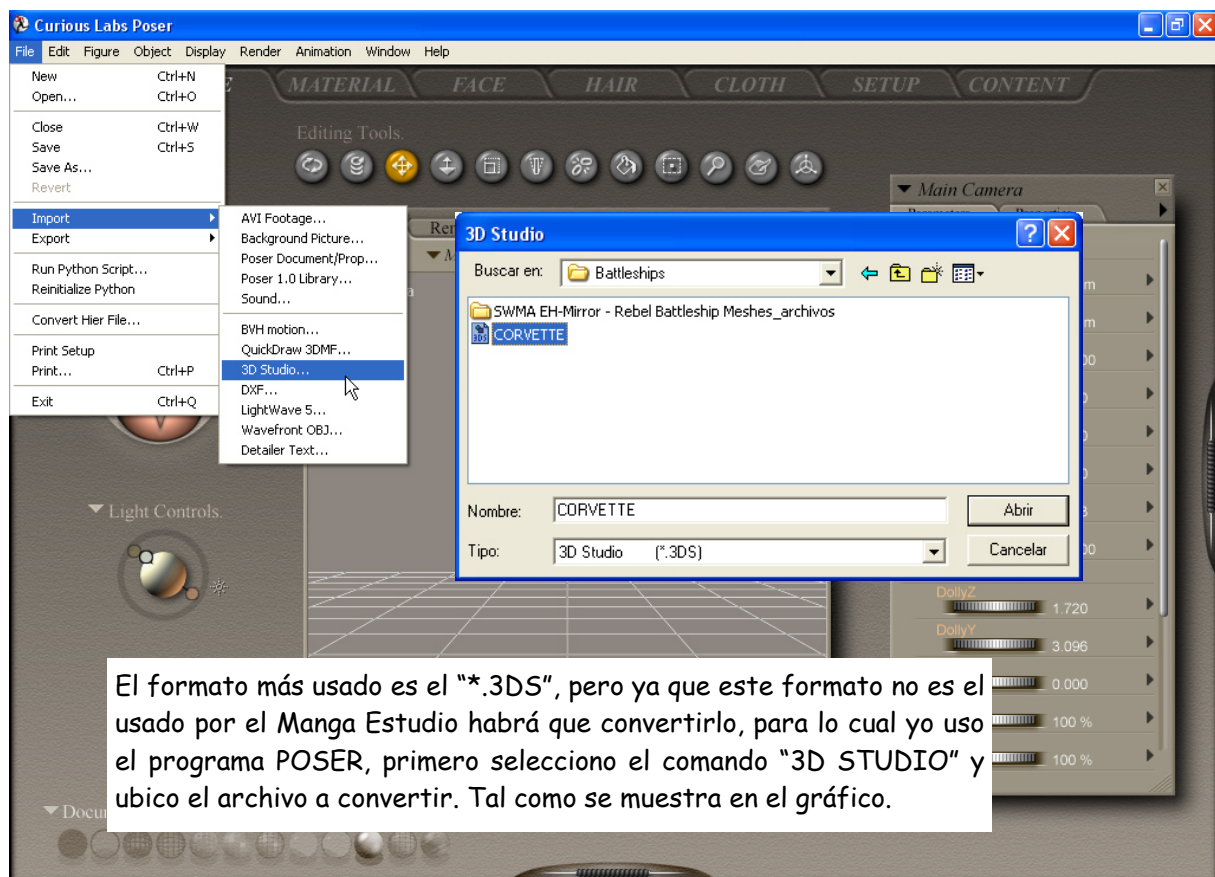 Curious Labs Poser
File Edit Figure Object Display Render Animation Window Help
New Ctrl+N
Open... Ctrl+O
Close Ctrl+W
Save Ctrl+S
Save As...
Revert
Import
Export
Run Python Script...
Reinitialize Python
Convert Hier File...
Print Setup
Print... Ctrl+P
Exit Ctrl+Q
MATERIAL FACE HAIR CLOTH SETUP CONTENT
Editing Tools.
AVI Footage...
Background Picture...
Poser Document/Prop...
Poser 1.0 Library...
Sound...
BVH motion...
QuickDraw 3DMF...
3D Studio...
DXF...
LightWave 5...
Wavefront OBJ...
Detailer Text...
Main Camera
3D Studio
Buscar en: Battleships
SWMA EH-Mirror - Rebel Battleship Meshes_archivos
CORVETTE
Nombre: CORVETTE Abrir
Tipo: 3D Studio (*.3DS) Cancelar
Light Controls.
DollyZ
1.720
DollyY
3.096
0.000
100 %
100 %
El formato más usado es el “*.3DS”, pero ya que este formato no es el
usado por el Manga Estudio habrá que convertirlo, para lo cual yo uso
el programa POSER, primero selecciono el comando “3D STUDIO” y
ubico el archivo a convertir. Tal como se muestra en el gráfico.